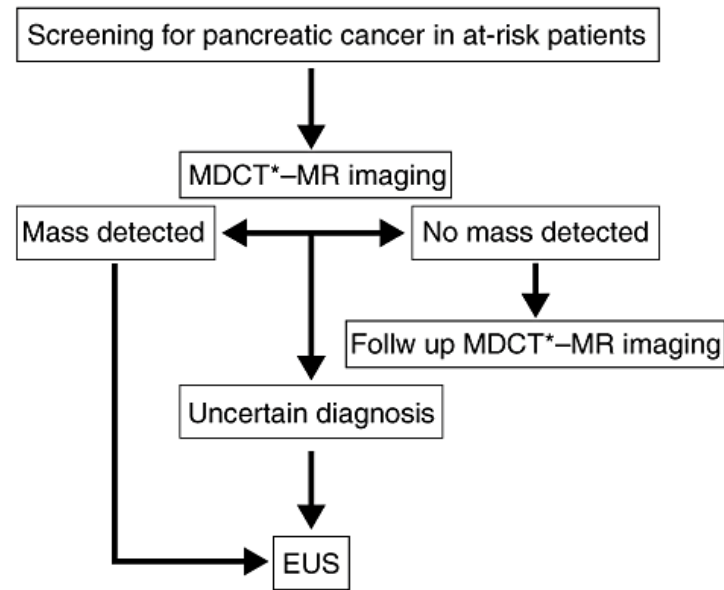 Screening for pancreatic cancer in at-risk patients
MDCT*–MR imaging
Mass detected
No mass detected
Follw up MDCT*–MR imaging
Uncertain diagnosis
EUS